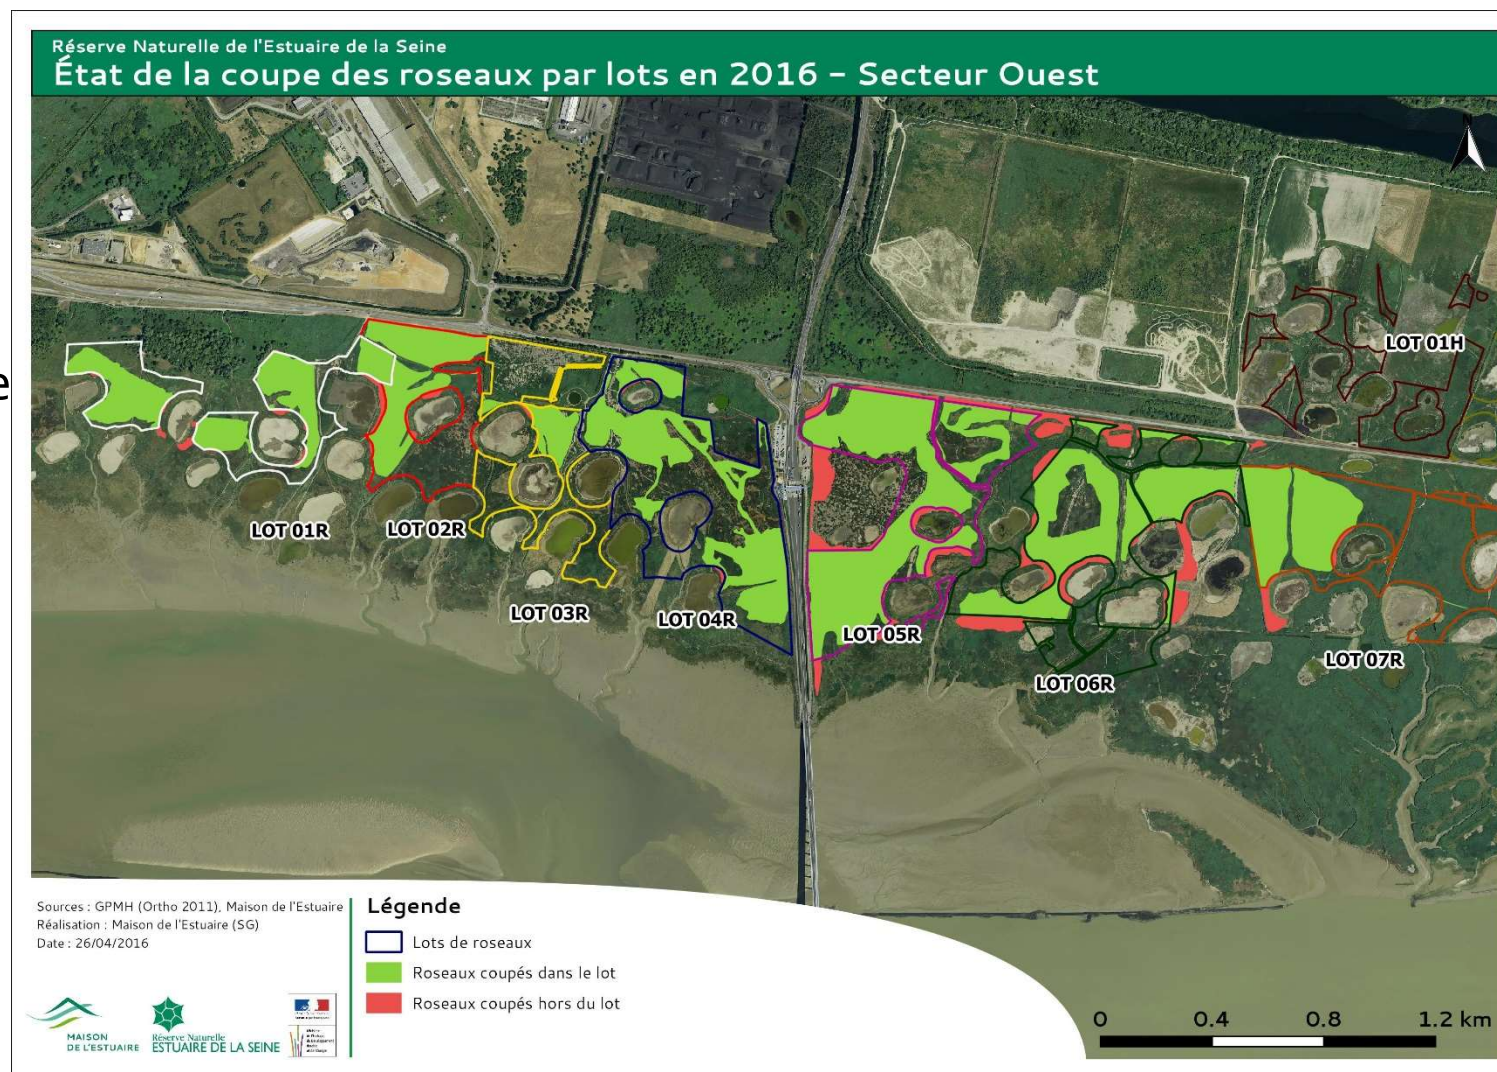 Réserve Naturelle de l'Estuaire de la Seine
État de la coupe des roseaux par lots en 2016 - Secteur Ouest
N
e
LOT 01H
LOT 01R
LOT 02R
LOT 03R
LOT 04R
LOT 05R
LOT 06R
LOT 07R
Sources : GPMH (Ortho 2011), Maison de l'Estuaire
Réalisation : Maison de l'Estuaire (SG)
Date : 26/04/2016
Légende
Lots de roseaux
Roseaux coupés dans le lot
Roseaux coupés hors du lot
MAISON
DE L'ESTUAIRE
Réserve Naturelle
ESTUAIRE DE LA SEINE
0 0.4 0.8 1.2 km